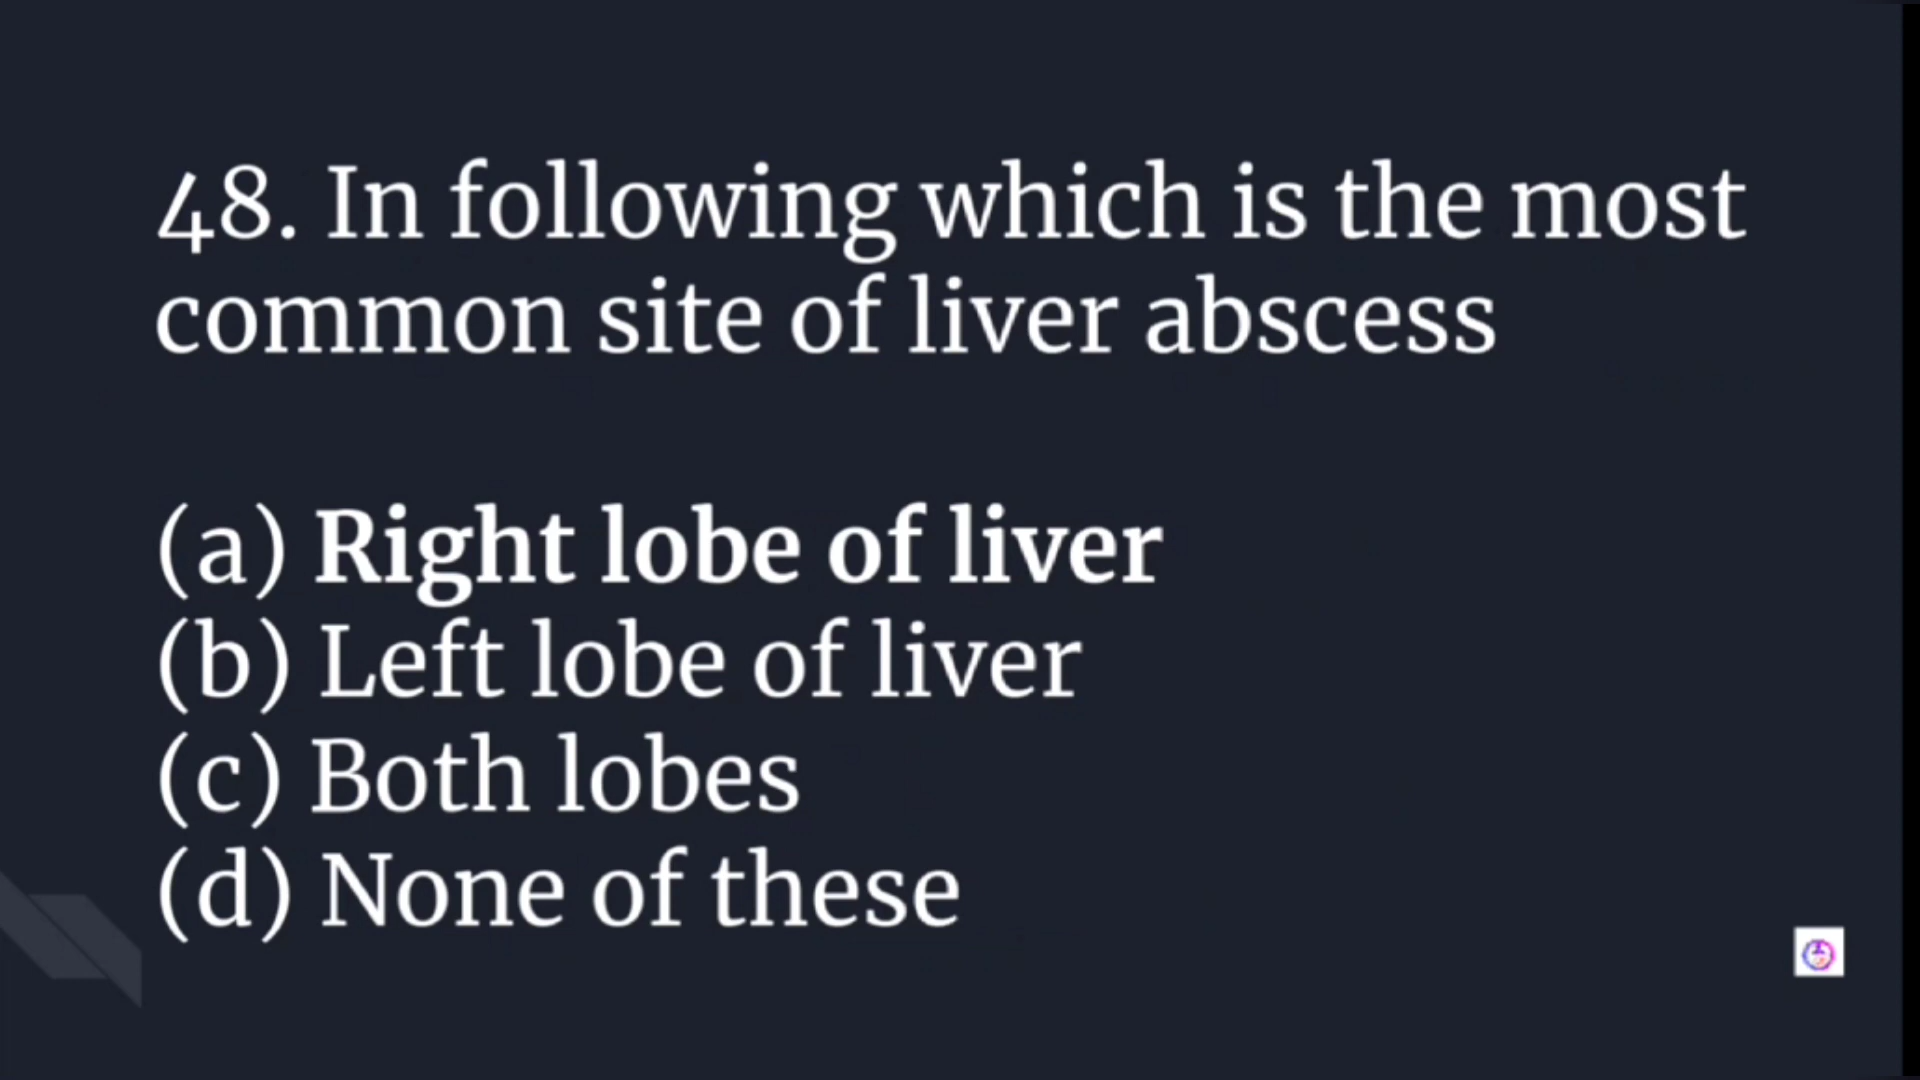 48. In following which is the most
common site of liver abscess
(a) Right lobe of liver
(b) Left lobe of liver
(c) Both lobes
(d) None of these